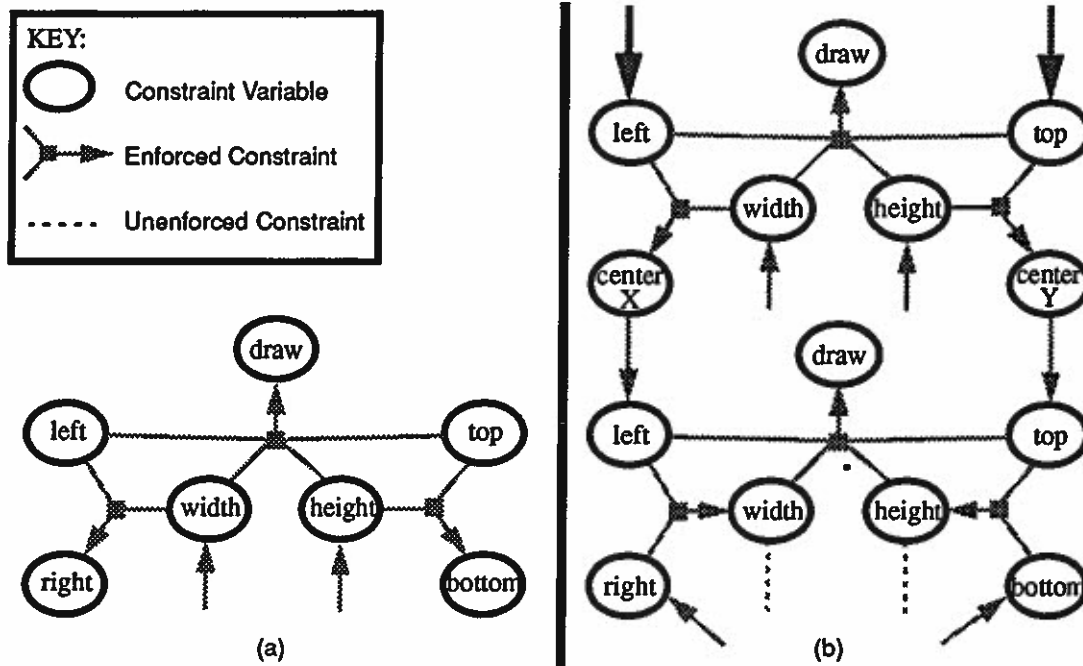 KEY:
Constraint Variable
Enforced Constraint
Unenforced Constraint
draw
left
top
width
height
right
bottom
(a)
draw
left
top
width
height
center
X
center
Y
draw
left
top
width
height
right
bottom
(b)